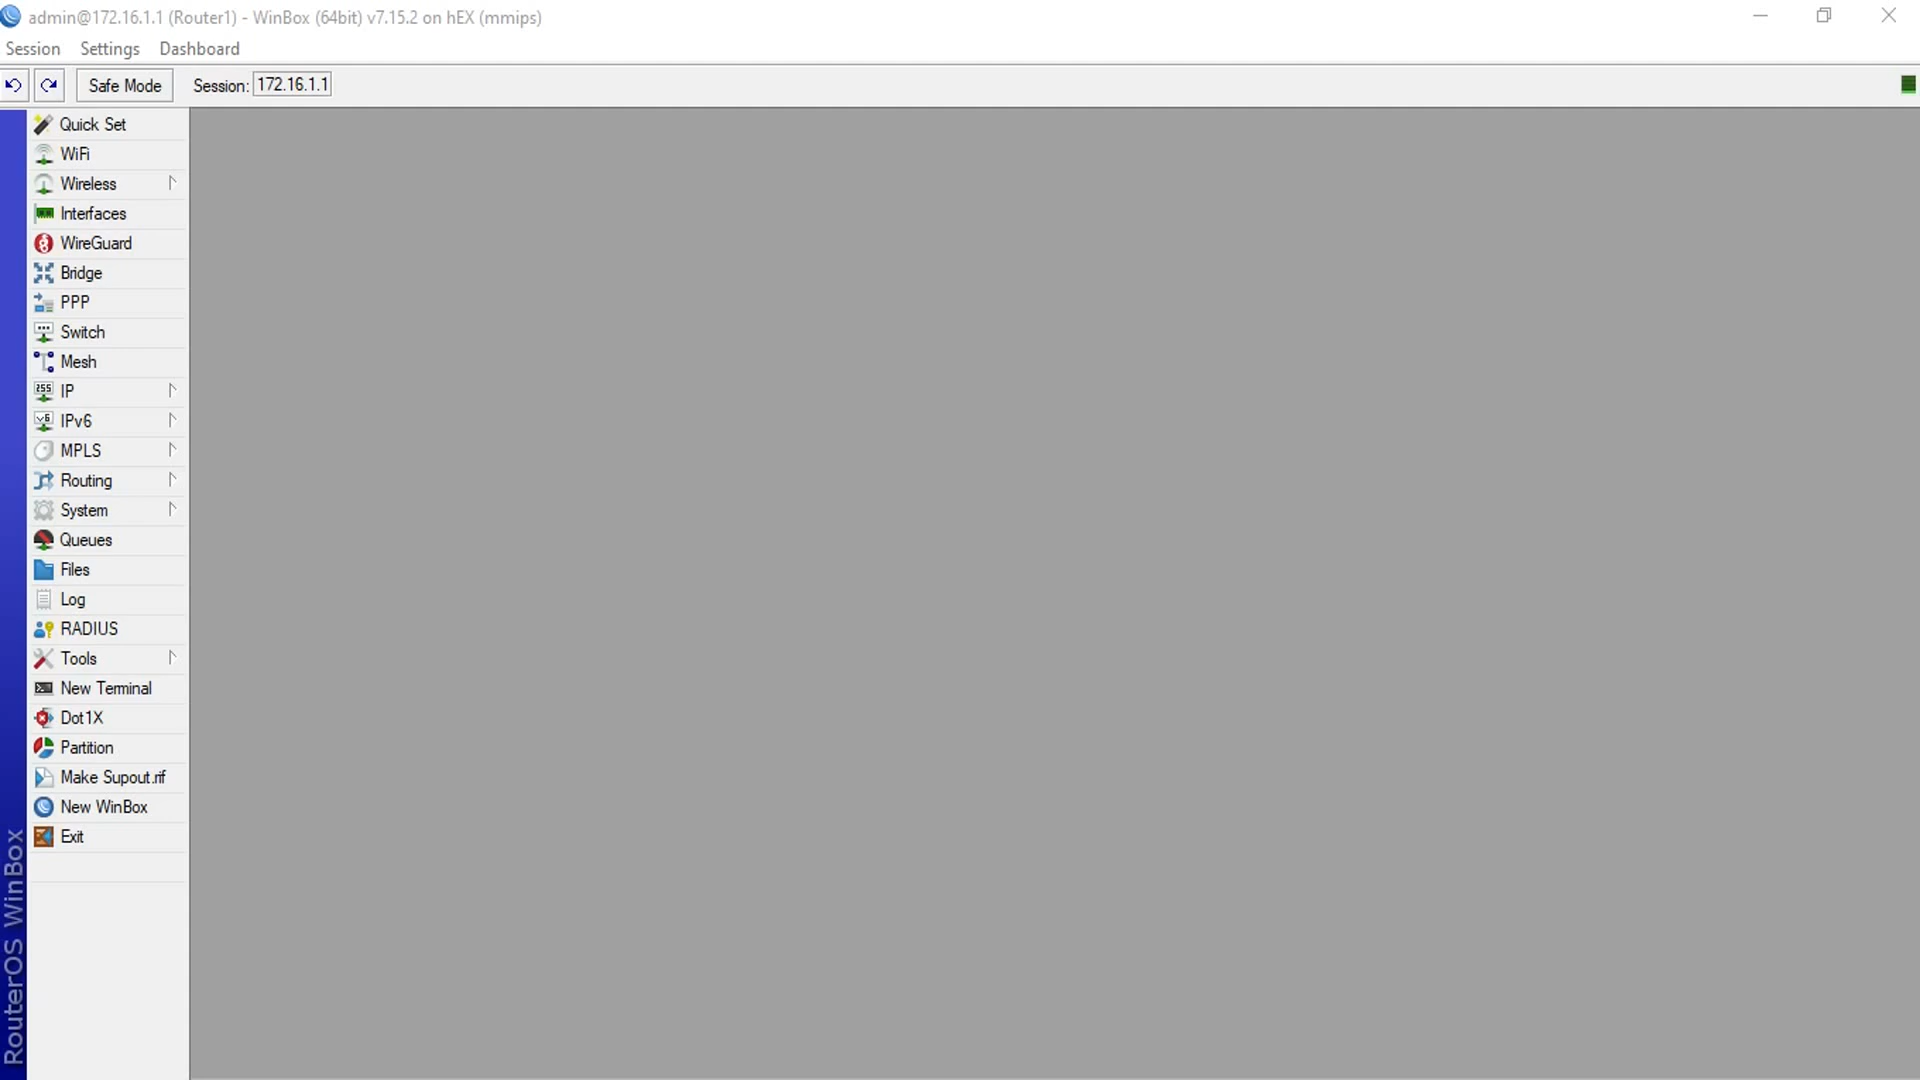 admin@172.16.1.1 (Router1) - WinBox (64bit) v7.15.2 on hEX (mmips)
Session Settings Dashboard
Safe Mode Session: 172.16.1.1
Quick Set
WiFi
Wireless
Interfaces
WireGuard
Bridge
PPP
Switch
Mesh
255 IP
v6 IPv6
MPLS
Routing
System
Queues
Files
Log
RADIUS
Tools
New Terminal
Dot1X
Partition
Make Supout.rif
New WinBox
Exit
RouterOS WinBox